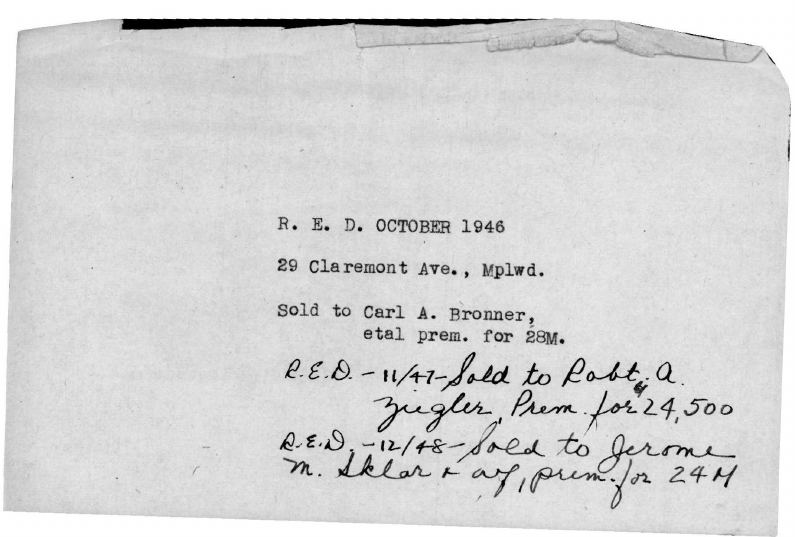 R. E. D. OCTOBER 1946
29 Claremont Ave., Mplwd.
Sold to Carl A. Bronner,
etal prem. for 28M.
R.E.D. - 11/47 - Sold to Robt. A.
Ziegler, Prem. for 24,500
R.E.D. - 12/48 - Sold to Jerome
M. Sklar + wf, prem. for 24M